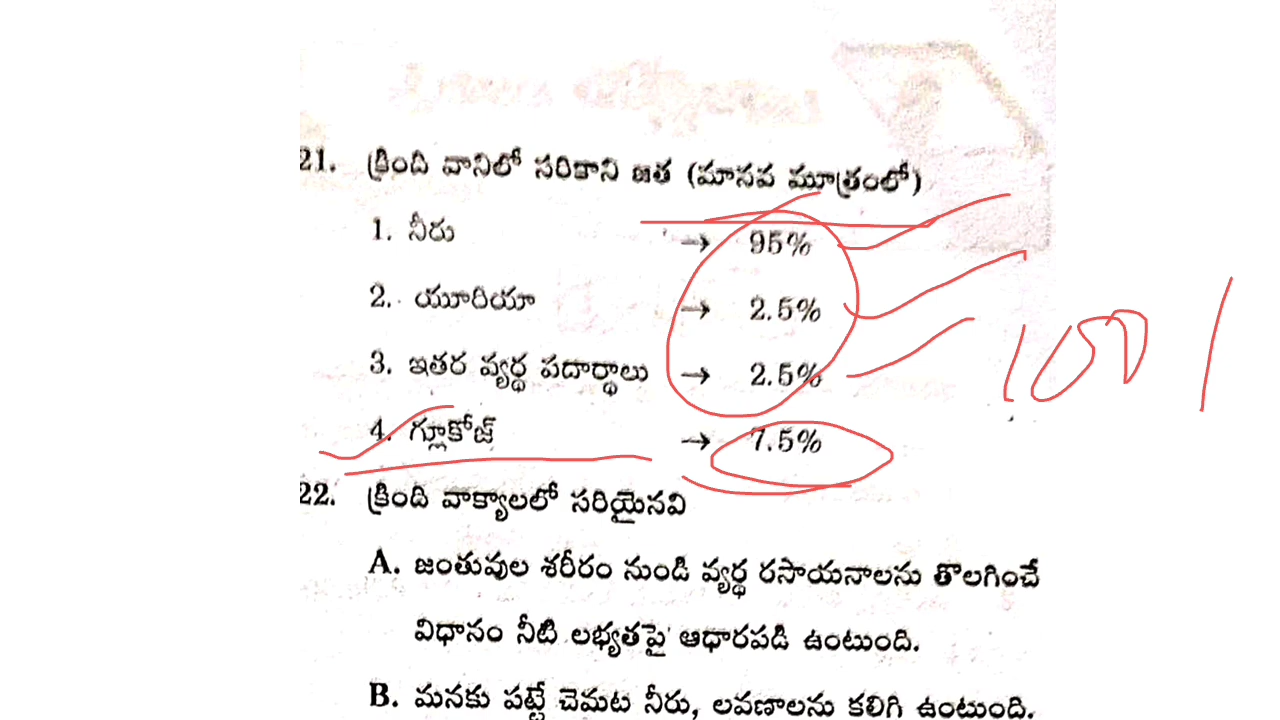 21. క్రింది వానిలో సరికాని జత (మానవ మూత్రంలో)
1. నీరు → 95%
2. యూరియా → 2.5%
3. ఇతర వ్యర్థ పదార్థాలు → 2.5%
4. గ్లూకోజ్ → 7.5%
100
22. క్రింది వాక్యాలలో సరియైనవి
A. జంతువుల శరీరం నుండి వ్యర్థ రసాయనాలను తొలగించే
విధానం నీటి లభ్యతపై ఆధారపడి ఉంటుంది.
B. మనకు పట్టే చెమట నీరు, లవణాలను కలిగి ఉంటుంది.